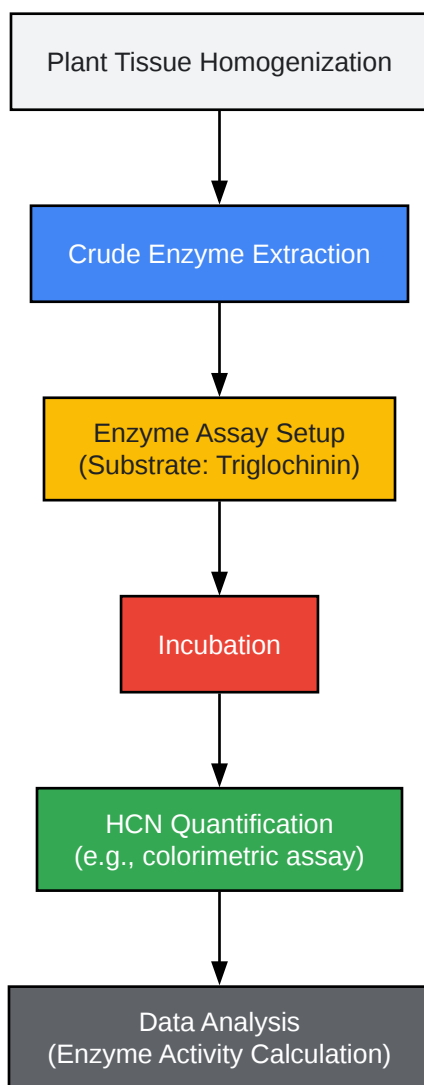 Plant Tissue Homogenization
Crude Enzyme Extraction
Enzyme Assay Setup
(Substrate: Triglochinin)
Incubation
HCN Quantification
(e.g., colorimetric assay)
Data Analysis
(Enzyme Activity Calculation)